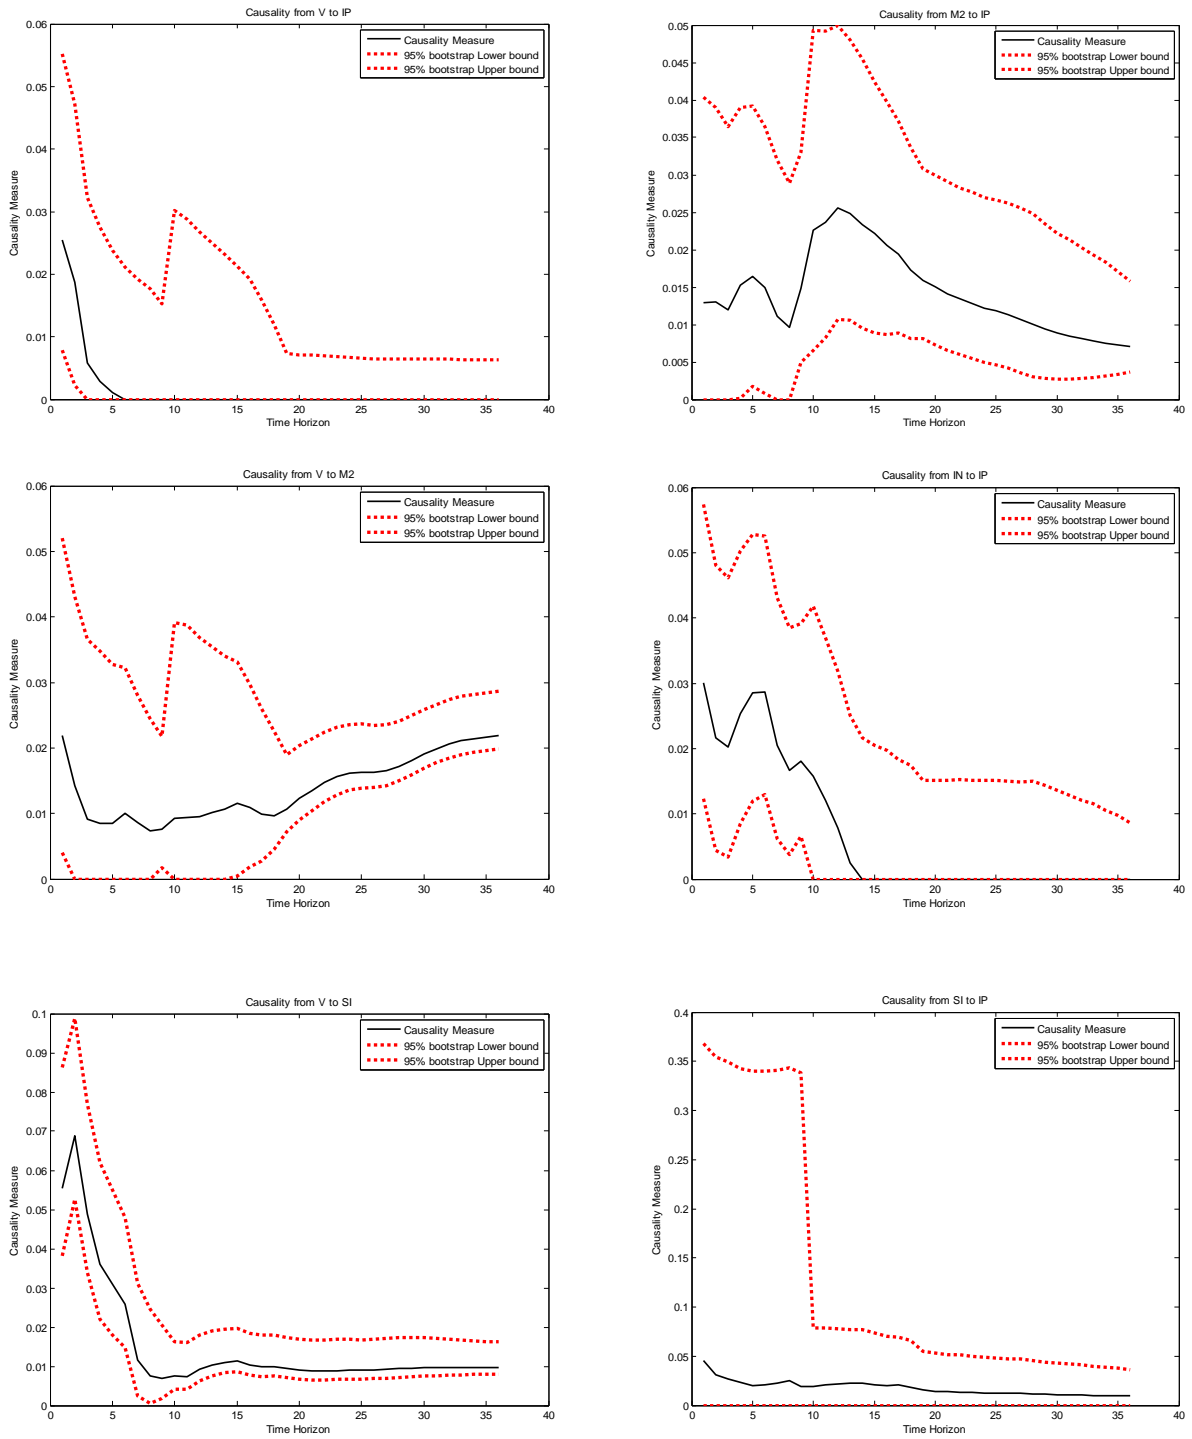 Causality from V to IP
0.06
0.05
0.04
0.03
0.02
0.01
0
Causality Measure
Causality Measure
95% bootstrap Lower bound
95% bootstrap Upper bound
0 5 10 15 20 25 30 35 40
Time Horizon
Causality from M2 to IP
0.05
0.045
0.04
0.035
0.03
0.025
0.02
0.015
0.01
0.005
0
Causality Measure
Causality Measure
95% bootstrap Lower bound
95% bootstrap Upper bound
0 5 10 15 20 25 30 35 40
Time Horizon
Causality from V to M2
0.06
0.05
0.04
0.03
0.02
0.01
0
Causality Measure
Causality Measure
95% bootstrap Lower bound
95% bootstrap Upper bound
0 5 10 15 20 25 30 35 40
Time Horizon
Causality from IN to IP
0.06
0.05
0.04
0.03
0.02
0.01
0
Causality Measure
Causality Measure
95% bootstrap Lower bound
95% bootstrap Upper bound
0 5 10 15 20 25 30 35 40
Time Horizon
Causality from V to SI
0.1
0.09
0.08
0.07
0.06
0.05
0.04
0.03
0.02
0.01
0
Causality Measure
Causality Measure
95% bootstrap Lower bound
95% bootstrap Upper bound
0 5 10 15 20 25 30 35 40
Time Horizon
Causality from SI to IP
0.4
0.35
0.3
0.25
0.2
0.15
0.1
0.05
0
Causality Measure
Causality Measure
95% bootstrap Lower bound
95% bootstrap Upper bound
0 5 10 15 20 25 30 35 40
Time Horizon